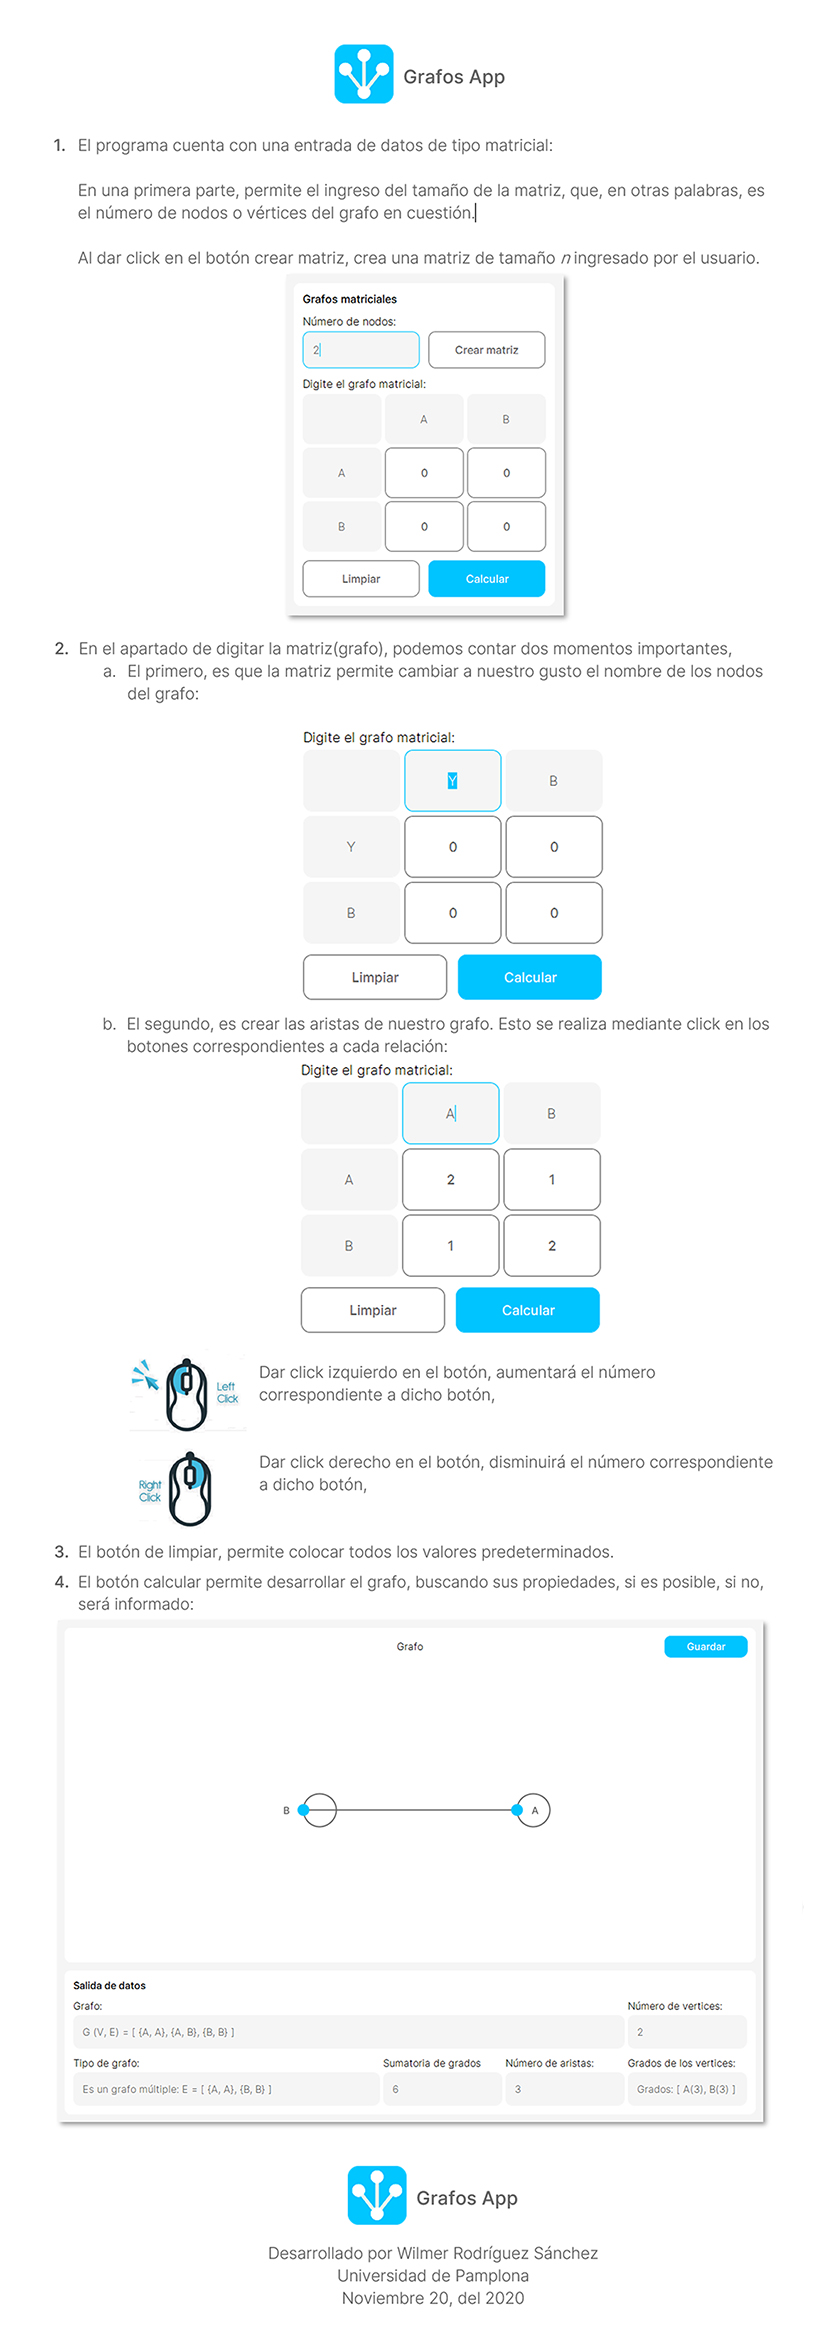 Grafos App
1. El programa cuenta con una entrada de datos de tipo matricial:
En una primera parte, permite el ingreso del tamaño de la matriz, que, en otras palabras, es
el número de nodos o vértices del grafo en cuestión.
Al dar click en el botón crear matriz, crea una matriz de tamaño n ingresado por el usuario.
Grafos matriciales
Número de nodos:
2 Crear matriz
Digite el grafo matricial:
A B
A 0 0
B 0 0
Limpiar Calcular
2. En el apartado de digitar la matriz(grafo), podemos contar dos momentos importantes,
a. El primero, es que la matriz permite cambiar a nuestro gusto el nombre de los nodos
del grafo:
Digite el grafo matricial:
Y B
Y 0 0
B 0 0
Limpiar Calcular
b. El segundo, es crear las aristas de nuestro grafo. Esto se realiza mediante click en los
botones correspondientes a cada relación:
Digite el grafo matricial:
A B
A 2 1
B 1 2
Limpiar Calcular
Left
Click
Dar click izquierdo en el botón, aumentará el número
correspondiente a dicho botón,
Right
Click
Dar click derecho en el botón, disminuirá el número correspondiente
a dicho botón,
3. El botón de limpiar, permite colocar todos los valores predeterminados.
4. El botón calcular permite desarrollar el grafo, buscando sus propiedades, si es posible, si no,
será informado:
Grafo Guardar
B A
Salida de datos
Grafo: Número de vertices:
G (V, E) = [ {A, A}, {A, B}, {B, B} ] 2
Tipo de grafo: Sumatoria de grados Número de aristas: Grados de los vertices:
Es un grafo múltiple: E = [ {A, A}, {B, B} ] 6 3 Grados: [ A(3), B(3) ]
Grafos App
Desarrollado por Wilmer Rodríguez Sánchez
Universidad de Pamplona
Noviembre 20, del 2020